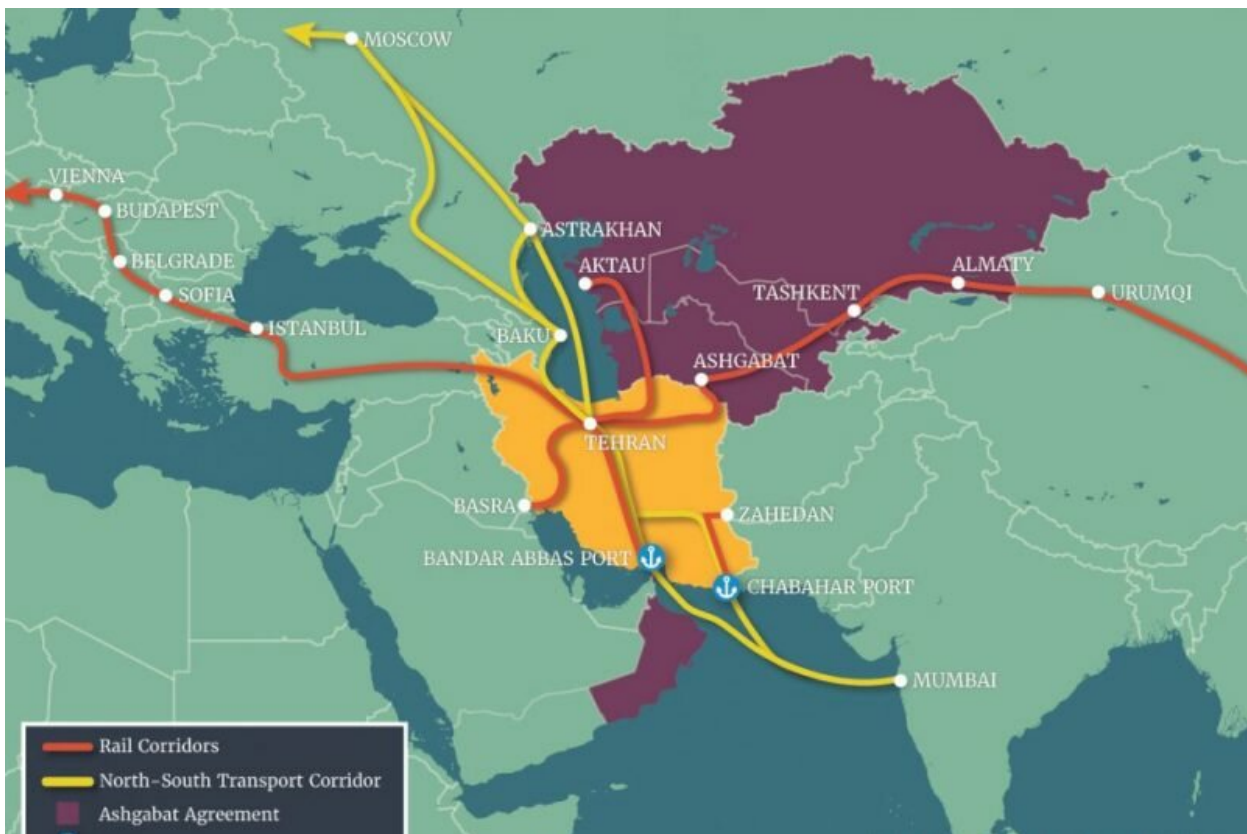 MOSCOW
VIENNA
BUDAPEST
ASTRAKHAN
BELGRADE
AKTAU
ALMATY
SOFIA
TASHKENT
URUMQI
ISTANBUL
BAKU
ASHGABAT
TEHRAN
BASRA
ZAHEDAN
BANDAR ABBAS PORT
CHABAHAR PORT
MUMBAI
Rail Corridors
North-South Transport Corridor
Ashgabat Agreement